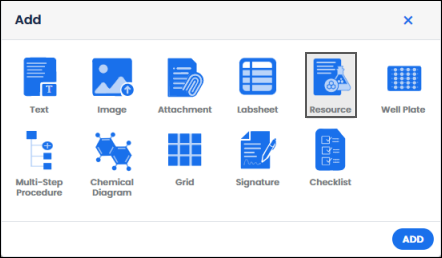 Add
Text
Image
Attachment
Labsheet
Resource
Well Plate
Multi-Step
Procedure
Chemical
Diagram
Grid
Signature
Checklist
ADD